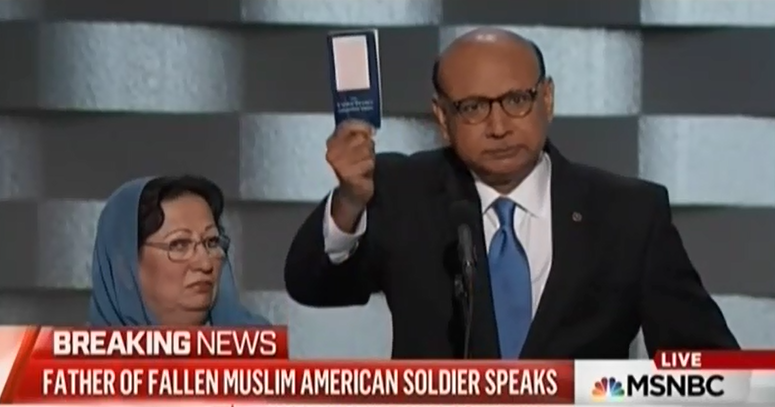 BREAKING NEWS
FATHER OF FALLEN MUSLIM AMERICAN SOLDIER SPEAKS
LIVE
MSNBC